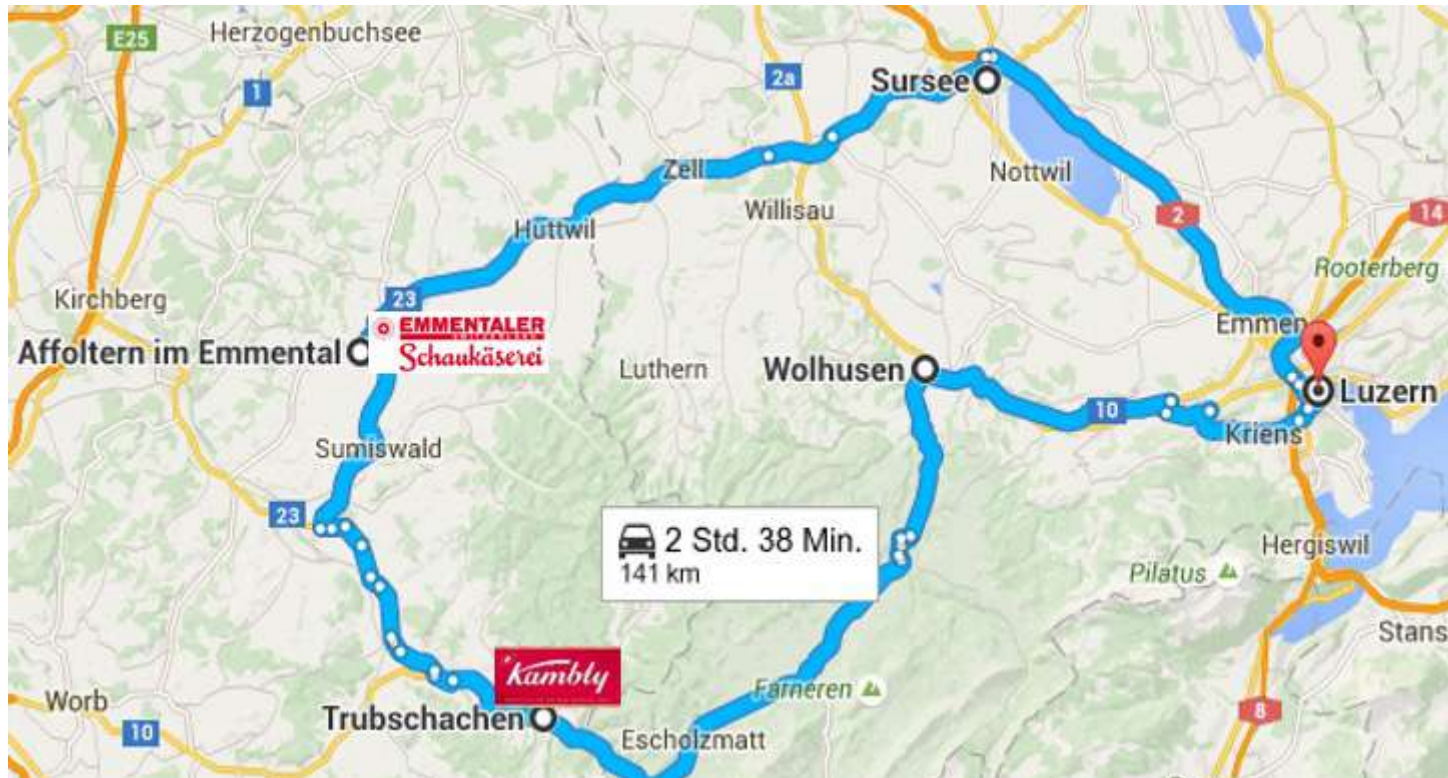 E25
Herzogenbuchsee
1
2a
Sursee
Nottwil
Zell
Willisau
2
14
Huttwil
Rooterberg
Kirchberg
23
EMMENTALER
SWITZERLAND
Schaukäserei
Emmen
Affoltern im Emmental
Luthern
Wolhusen
Luzern
10
Kriens
Sumiswald
23
2 Std. 38 Min.
141 km
Hergiswil
Pilatus
Stans
Kambly
Farneren
Worb
Trubschachen
Escholzmatt
8
10